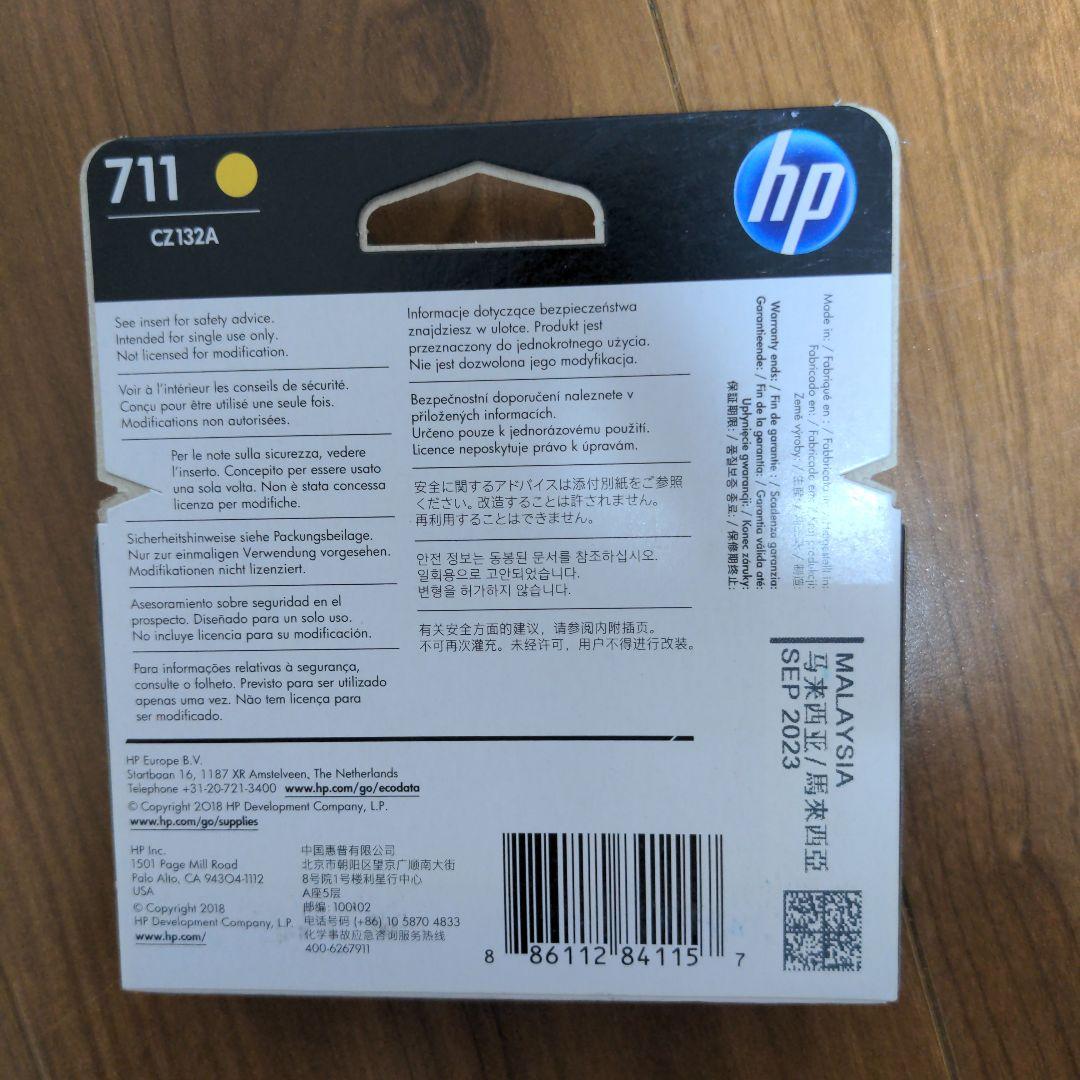 711
CZ132A
hp
See insert for safety advice.
Intended for single use only.
Not licensed for modification.
Voir à l'intérieur les conseils de sécurité.
Conçu pour être utilisé une seule fois.
Modifications non autorisées.
Per le note sulla sicurezza, vedere
l'inserto. Concepito per essere usato
una sola volta. Non è stata concessa
licenza per modifiche.
Sicherheitshinweise siehe Packungsbeilage.
Nur zur einmaligen Verwendung vorgesehen.
Modifikationen nicht lizenziert.
Asesoramiento sobre seguridad en el
prospecto. Diseñado para un solo uso.
No incluye licencia para su modificación.
Para informações relativas à segurança,
consulte o folheto. Previsto para ser utilizado
apenas uma vez. Não tem licença para
ser modificado.
Informacje dotyczące bezpieczeństwa
znajdziesz w ulotce. Produkt jest
przeznaczony do jednokrotnego użycia.
Nie jest dozwolona jego modyfikacja.
Bezpečnostní doporučení naleznete v
přiložených informacích.
Určeno pouze k jednorázovému použití.
Licence neposkytuje právo k úpravám.
安全に関するアドバイスは添付別紙をご参照
ください。改造することは許されません。
再利用することはできません。
안전 정보는 동봉된 문서를 참조하십시오.
일회용으로 고안되었습니다.
변형을 허가하지 않습니다.
有关安全方面的建议，请参阅内附插页。
不可再次灌充。未经许可，用户不得进行改装。
Made in: / Fabriqué en : / Fabbricato in: / Hergestellt in:
Fabricado en: / Fabricado em: / Kraj produkcji:
Země výroby: / 生産:
Warranty ends: / Fin de garantie : / Scadenza garanzia:
Garantieende: / Fin de la garantía: / Garantia válida até:
Upłynięcie gwarancji: / Konec záruky:
保証期限: / 품질보증 종료: / 保修期终止:
MALAYSIA
马来西亚/馬來西亞
SEP 2023
HP Europe B.V.
Startbaan 16, 1187 XR Amstelveen, The Netherlands
Telephone +31-20-721-3400 www.hp.com/go/ecodata
© Copyright 2018 HP Development Company, L.P.
www.hp.com/go/supplies
HP Inc.
1501 Page Mill Road
Palo Alto, CA 94304-1112
USA
© Copyright 2018
HP Development Company, L.P.
www.hp.com/
中国惠普有限公司
北京市朝阳区望京广顺南大街
8号院1号楼利星行中心
A座5层
邮编: 100102
电话号码 (+86) 10 5870 4833
化学事故应急咨询服务热线
400-6267911
8 86112 84115 7